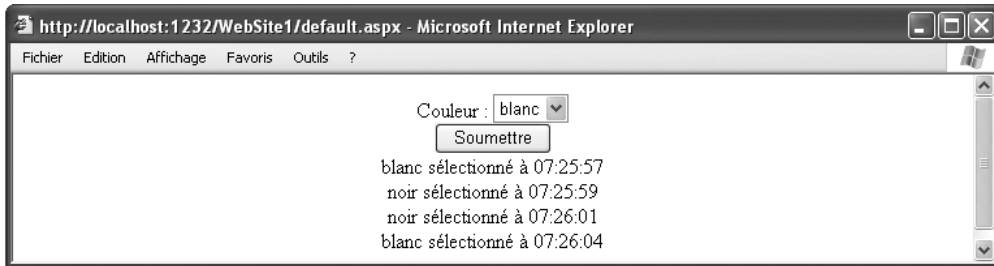 http://localhost:1232/WebSite1/default.aspx - Microsoft Internet Explorer
Fichier Edition Affichage Favoris Outils ?
Couleur : blanc
Soumettre
blanc sélectionné à 07:25:57
noir sélectionné à 07:25:59
noir sélectionné à 07:26:01
blanc sélectionné à 07:26:04